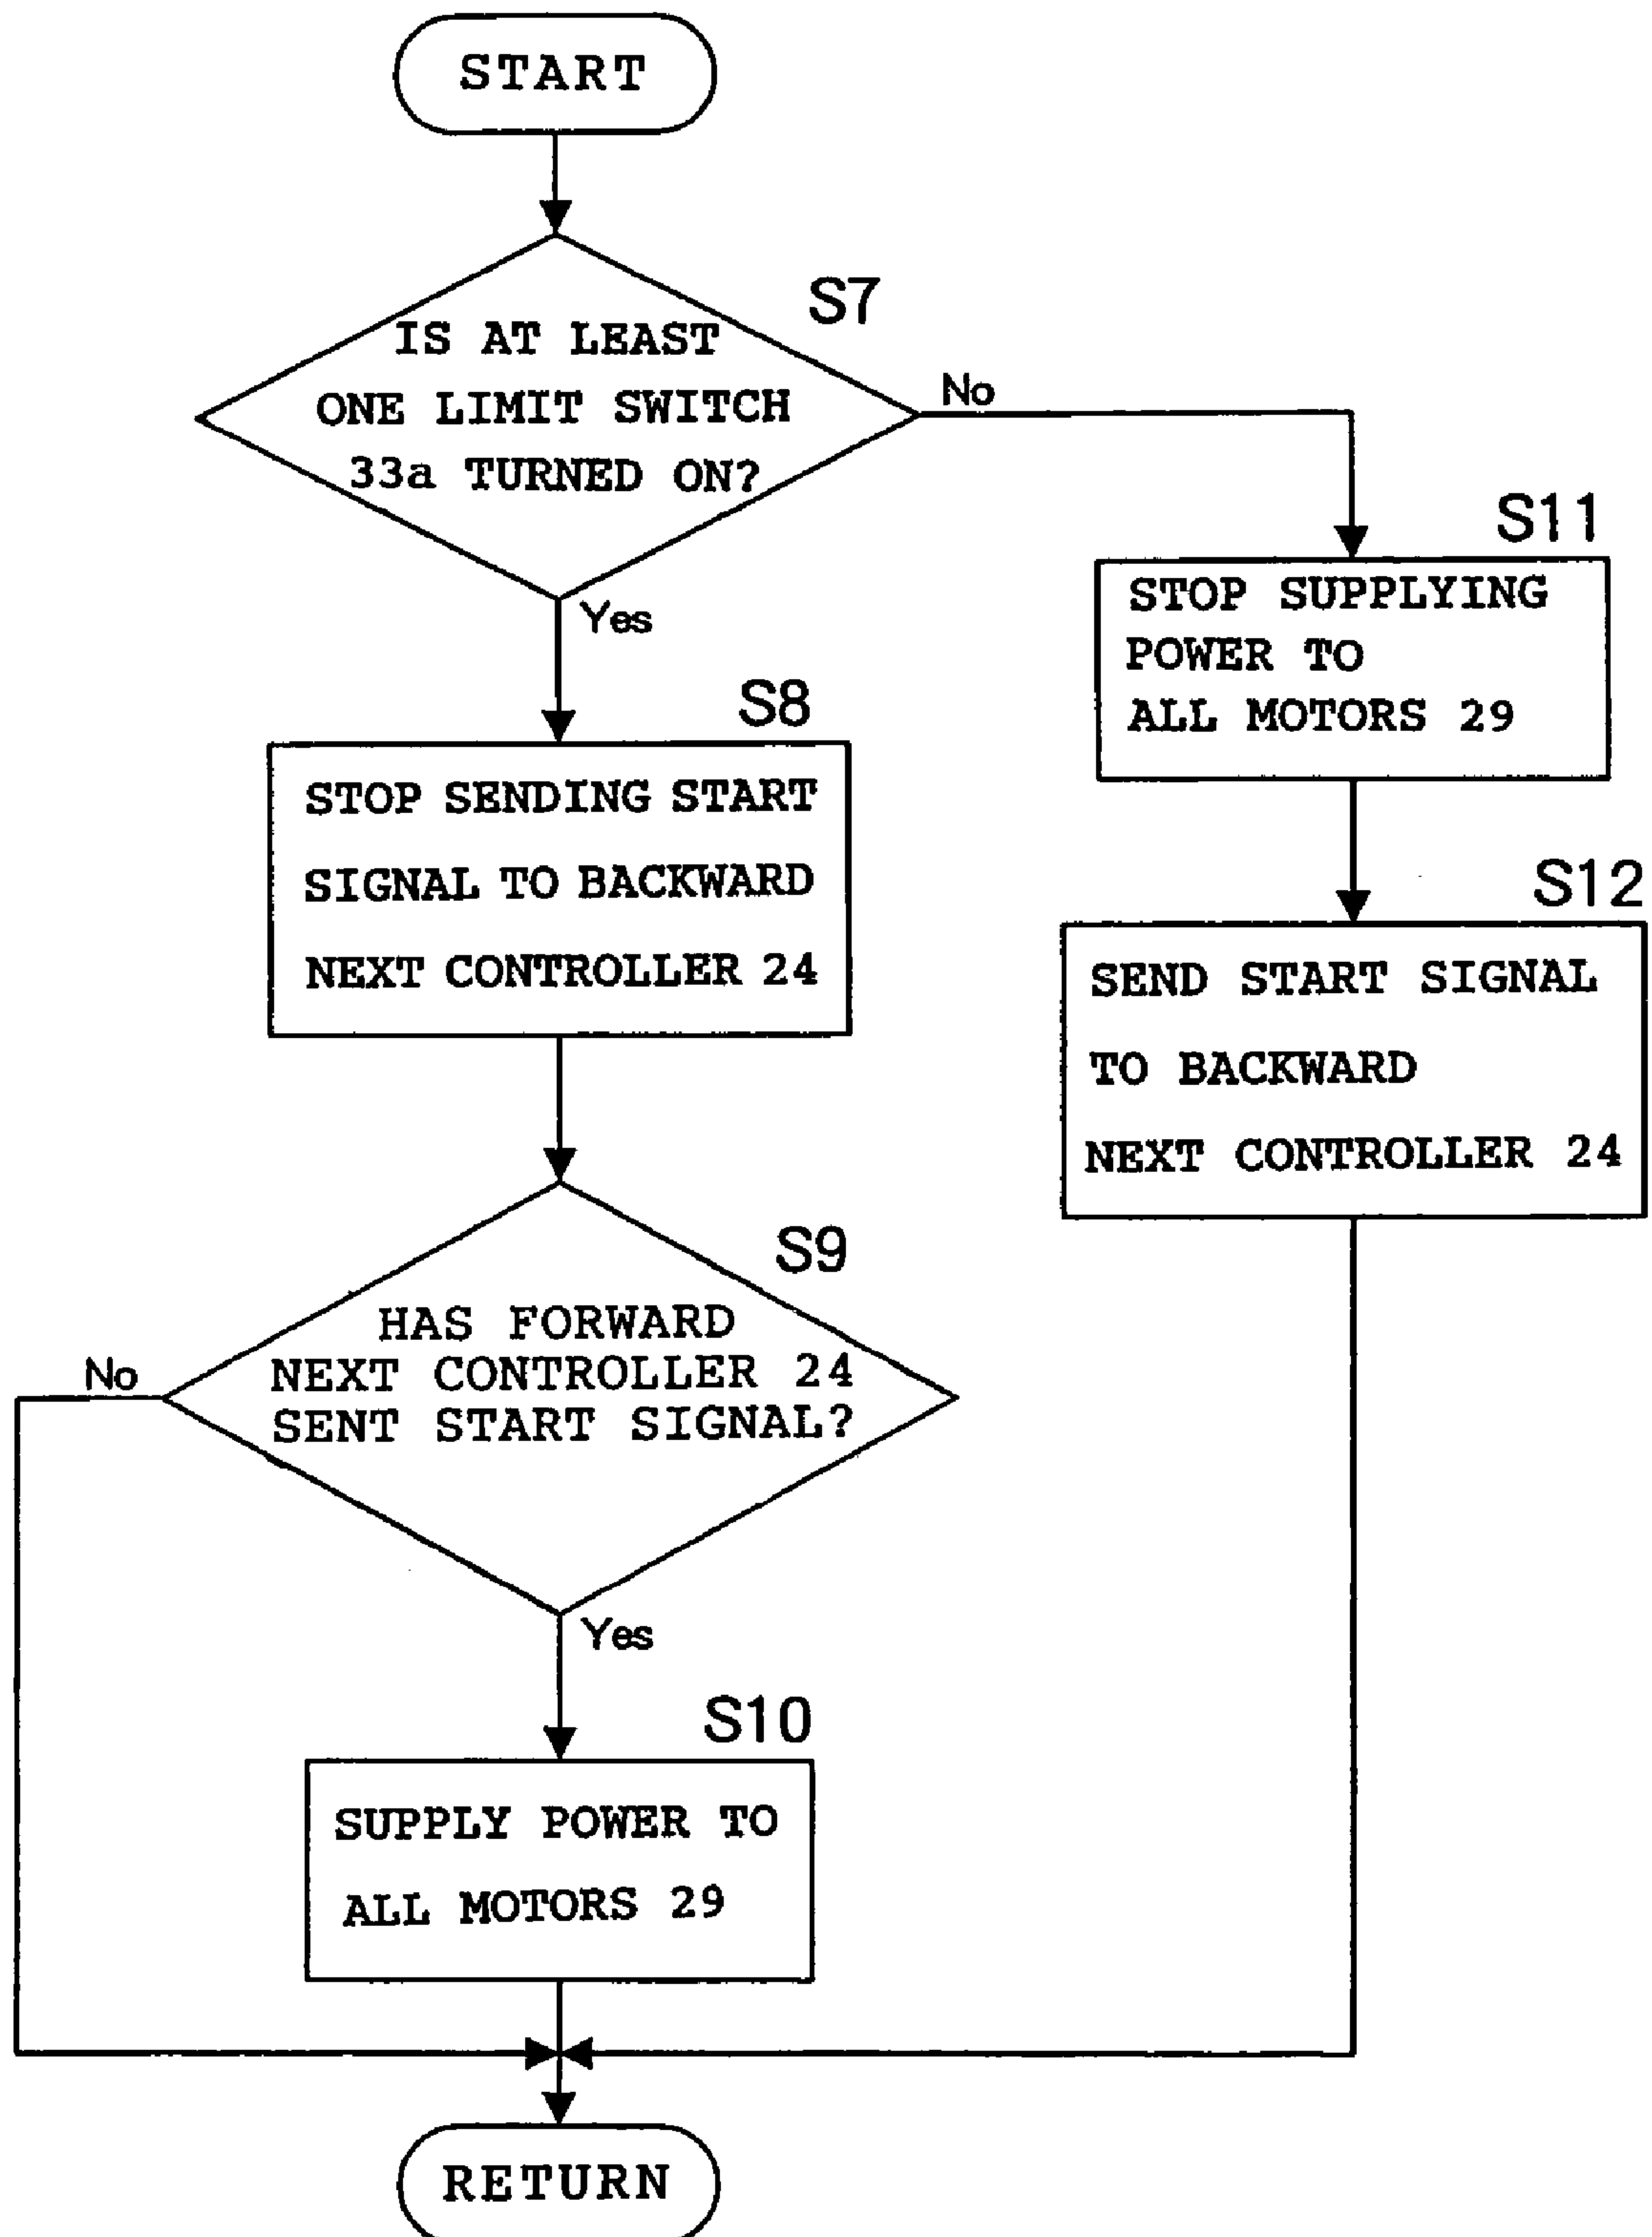 START
S7
IS AT LEAST
ONE LIMIT SWITCH
33a TURNED ON?
No
Yes
S11
STOP SUPPLYING
POWER TO
ALL MOTORS 29
S8
STOP SENDING START
SIGNAL TO BACKWARD
NEXT CONTROLLER 24
S12
SEND START SIGNAL
TO BACKWARD
NEXT CONTROLLER 24
S9
HAS FORWARD
NEXT CONTROLLER 24
SENT START SIGNAL?
No
Yes
S10
SUPPLY POWER TO
ALL MOTORS 29
RETURN